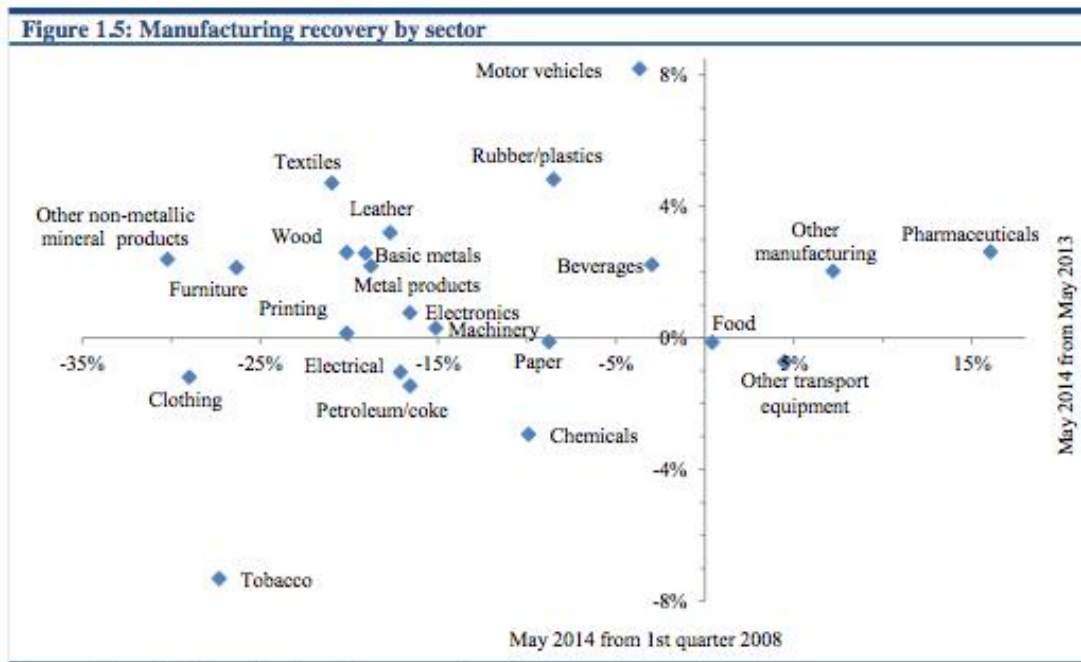 Figure 1.5: Manufacturing recovery by sector
Motor vehicles
8%
Rubber/plastics
Textiles
Leather
4%
Other non-metallic
mineral products
Wood
Basic metals
Beverages
Other
manufacturing
Pharmaceuticals
Furniture
Metal products
Printing
Electronics
Machinery
Food
0%
-35%
-25%
-15%
-5%
5%
15%
Paper
Electrical
Clothing
Petroleum/coke
Other transport
equipment
Chemicals
-4%
Tobacco
-8%
May 2014 from May 2013
May 2014 from 1st quarter 2008